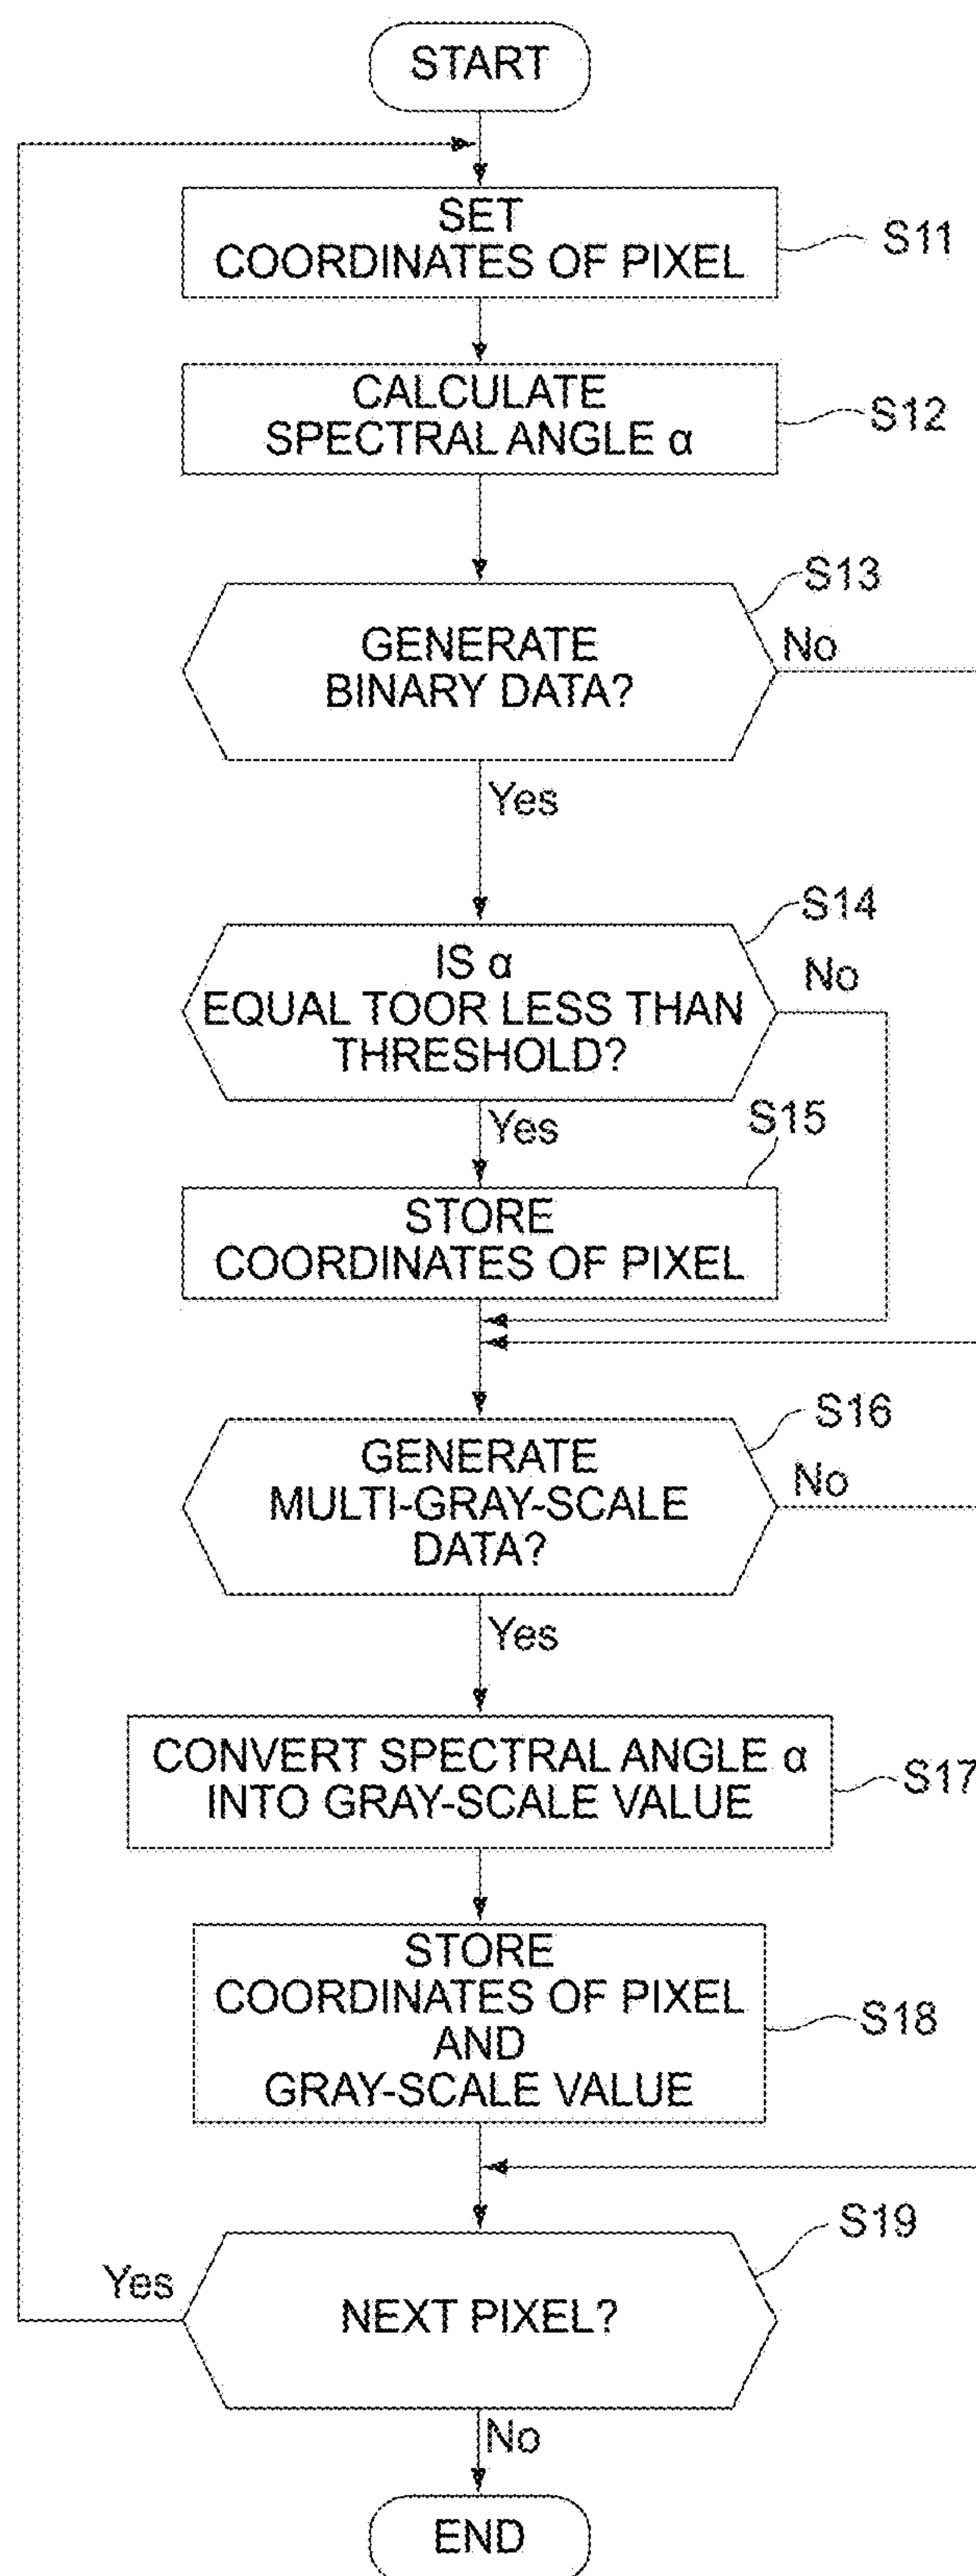 START
SET
COORDINATES OF PIXEL
S11
CALCULATE
SPECTRAL ANGLE α
S12
S13
GENERATE
BINARY DATA?
No
Yes
S14
IS α
EQUAL TOOR LESS THAN
THRESHOLD?
No
Yes
S15
STORE
COORDINATES OF PIXEL
S16
GENERATE
MULTI-GRAY-SCALE
DATA?
No
Yes
CONVERT SPECTRAL ANGLE α
INTO GRAY-SCALE VALUE
S17
STORE
COORDINATES OF PIXEL
AND
GRAY-SCALE VALUE
S18
S19
Yes
NEXT PIXEL?
No
END